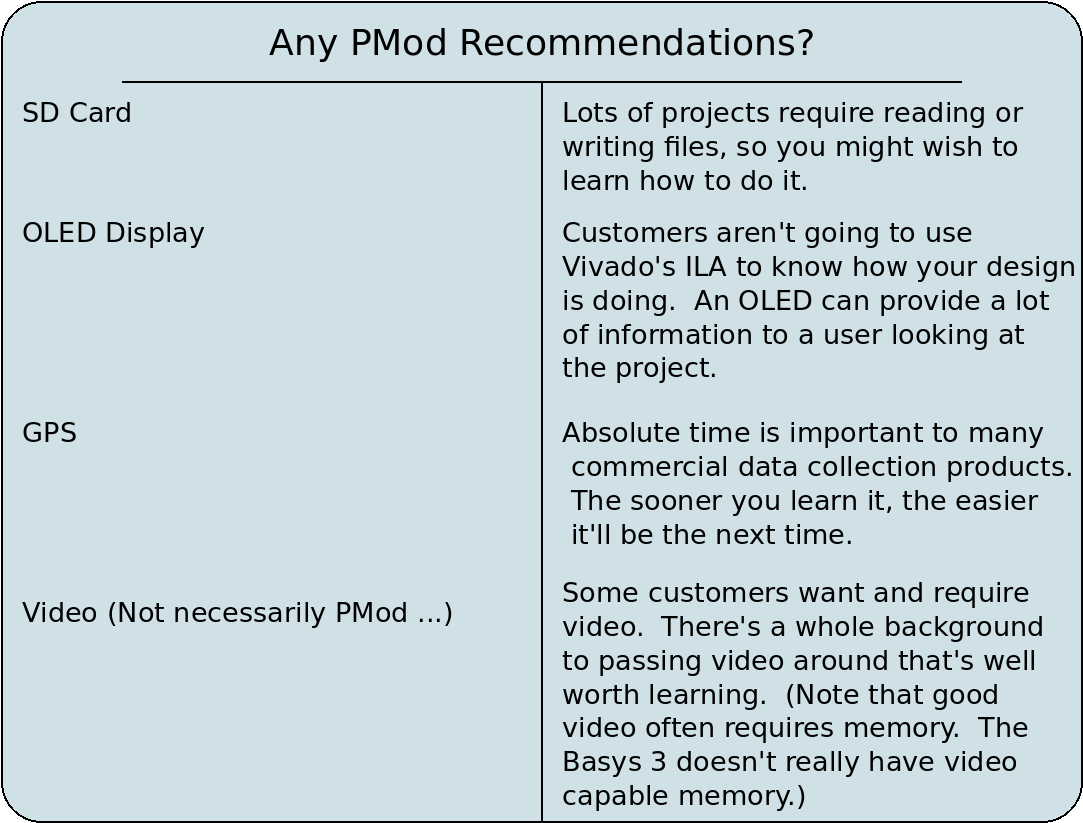 Any PMod Recommendations?
SD Card
Lots of projects require reading or
writing files, so you might wish to
learn how to do it.
OLED Display
Customers aren't going to use
Vivado's ILA to know how your design
is doing.  An OLED can provide a lot
of information to a user looking at
the project.
GPS
Absolute time is important to many
commercial data collection products.
The sooner you learn it, the easier
it'll be the next time.
Video (Not necessarily PMod ...)
Some customers want and require
video.  There's a whole background
to passing video around that's well
worth learning.  (Note that good
video often requires memory.  The
Basys 3 doesn't really have video
capable memory.)